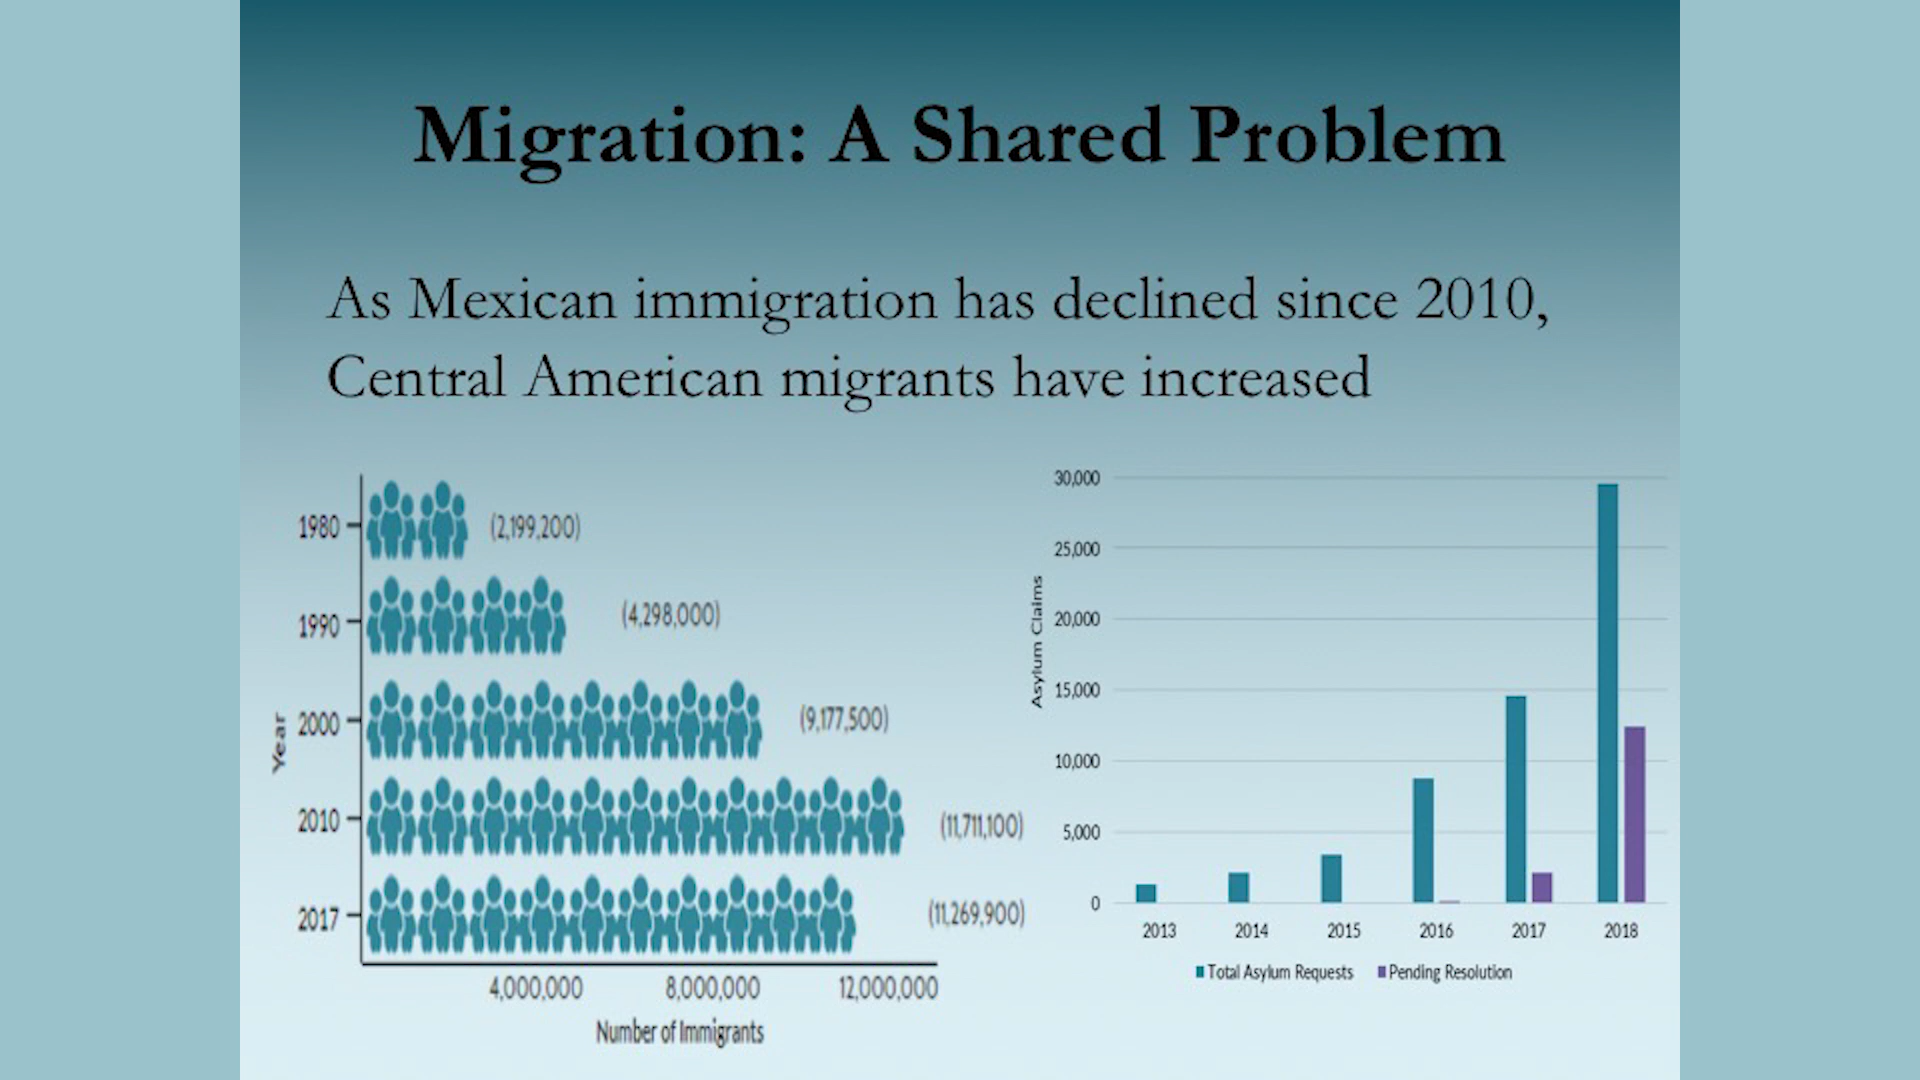 Migration: A Shared Problem
As Mexican immigration has declined since 2010,
Central American migrants have increased
Year
1980
(2,199,200)
1990
(4,298,000)
2000
(9,177,500)
2010
(11,711,100)
2017
(11,269,900)
4,000,000 8,000,000 12,000,000
Number of Immigrants
Asylum Claims
30,000
25,000
20,000
15,000
10,000
5,000
0
2013 2014 2015 2016 2017 2018
Total Asylum Requests Pending Resolution